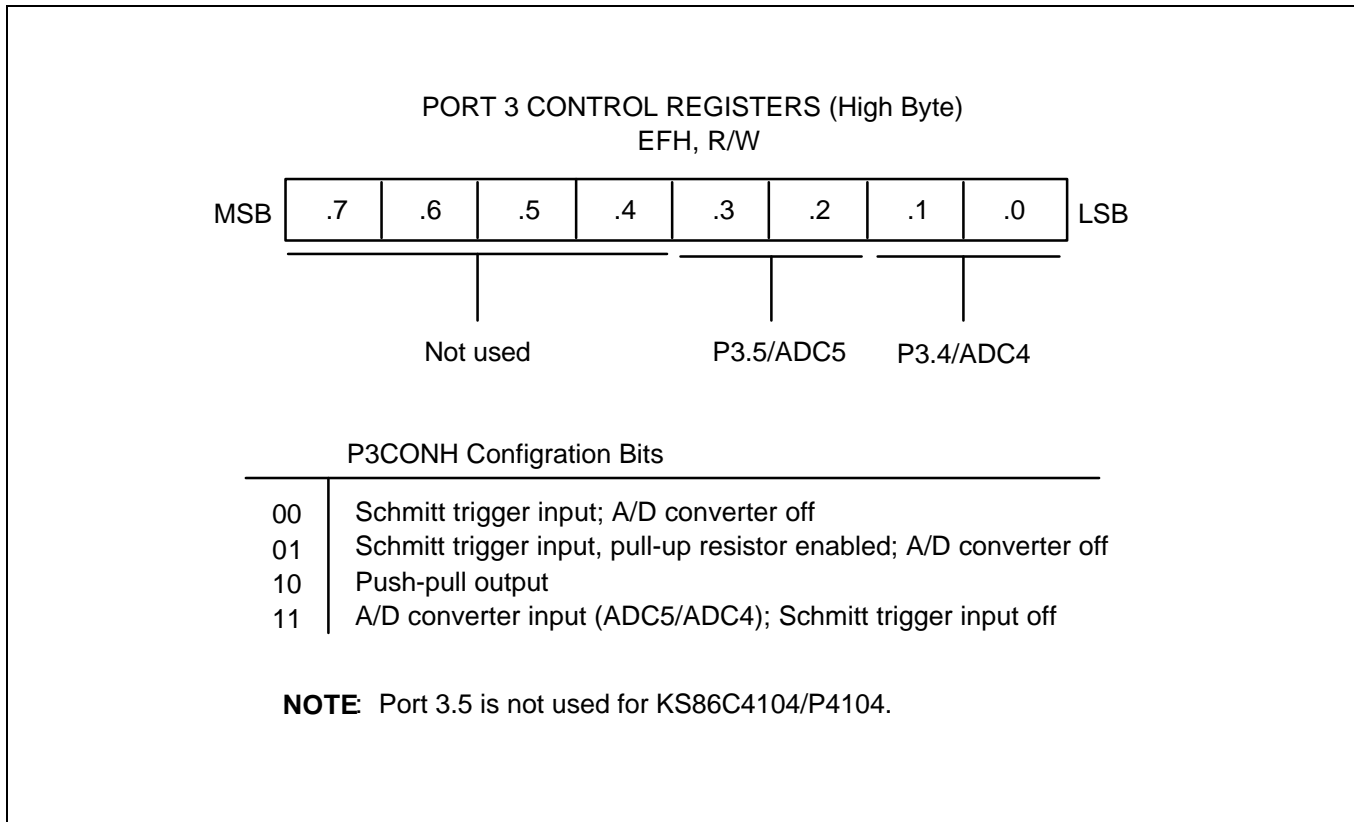 PORT 3 CONTROL REGISTERS (High Byte)
EFH, R/W
MSB .7 .6 .5 .4 .3 .2 .1 .0 LSB
Not used P3.5/ADC5 P3.4/ADC4
P3CONH Configration Bits
00 Schmitt trigger input; A/D converter off
01 Schmitt trigger input, pull-up resistor enabled; A/D converter off
10 Push-pull output
11 A/D converter input (ADC5/ADC4); Schmitt trigger input off
NOTE: Port 3.5 is not used for KS86C4104/P4104.